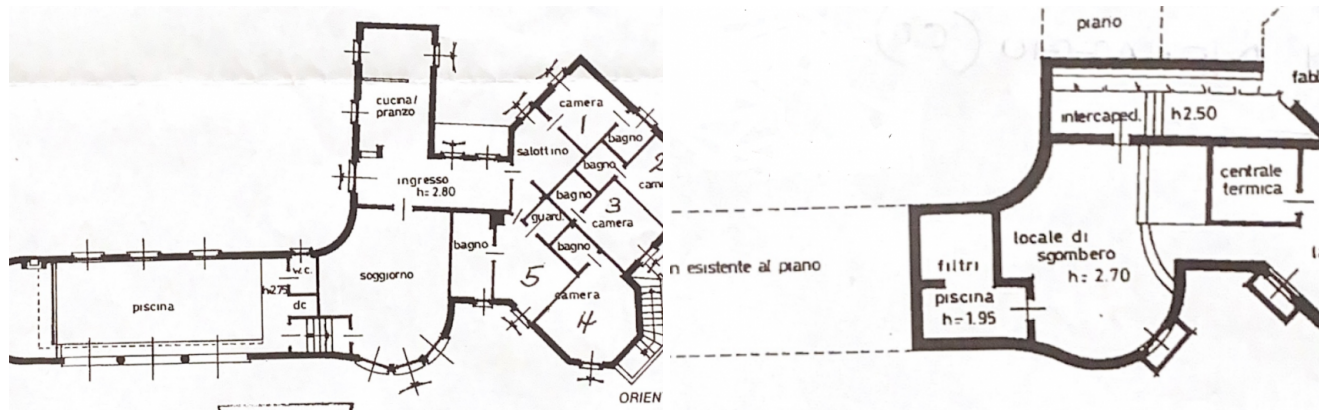 cucina/
pranzo
camera
1
bagno
2
salottino
bagno
ingresso
h=2.80
bagno
3
camera
guard.
bagno
bagno
w.c.
h275
soggiorno
5
piscina
dc
camera
4
ORIEN
piano
intercaped.
h2.50
centrale
termica
locale di
sgombero
h=2.70
n esistente al piano
filtri
piscina
h=1.95